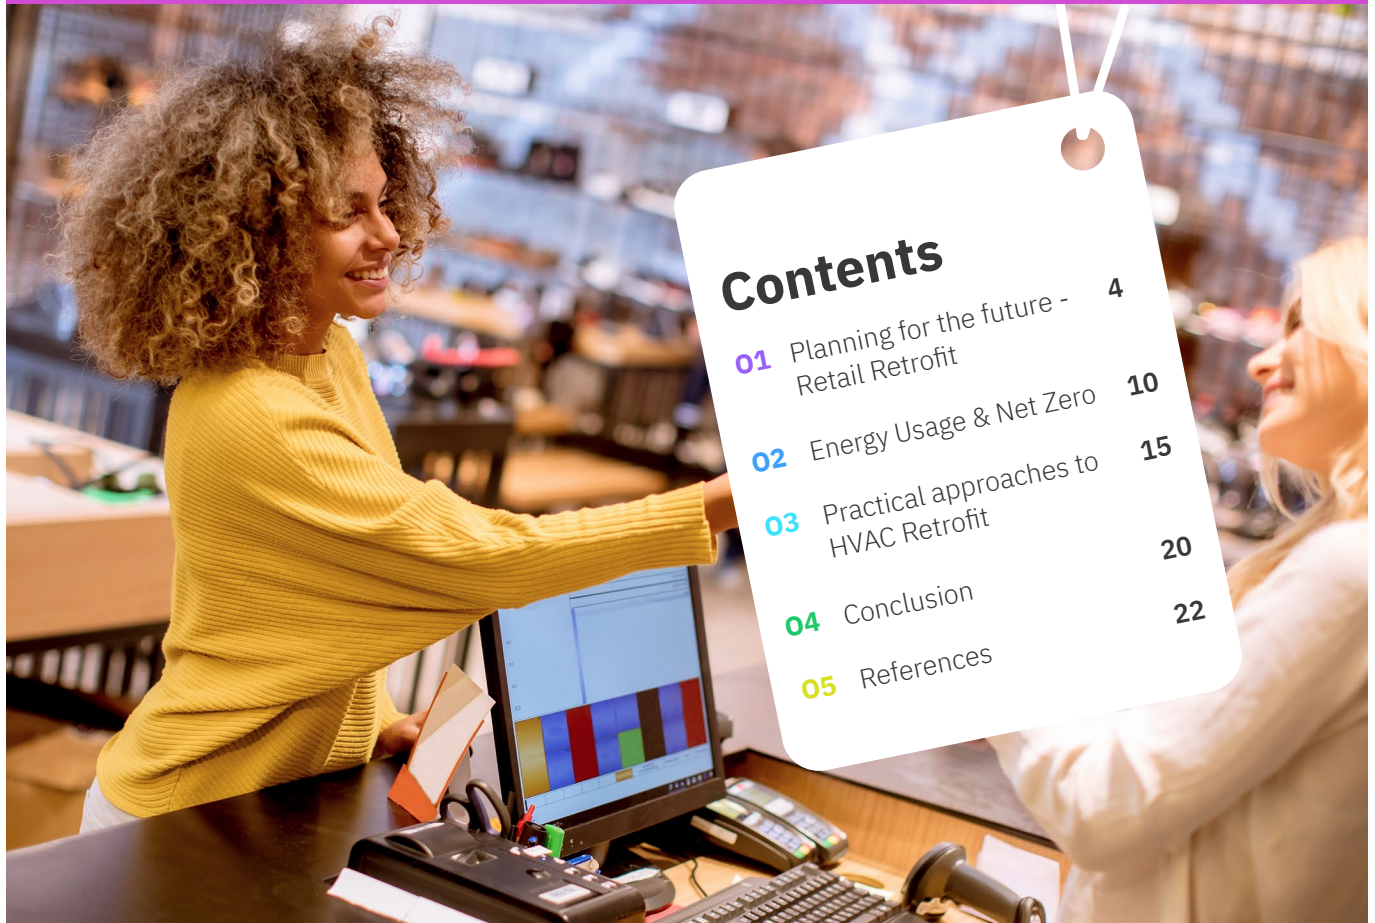 Contents
01 Planning for the future - 4
Retail Retrofit
02 Energy Usage & Net Zero 10
03 Practical approaches to 15
HVAC Retrofit
04 Conclusion 20
05 References 22